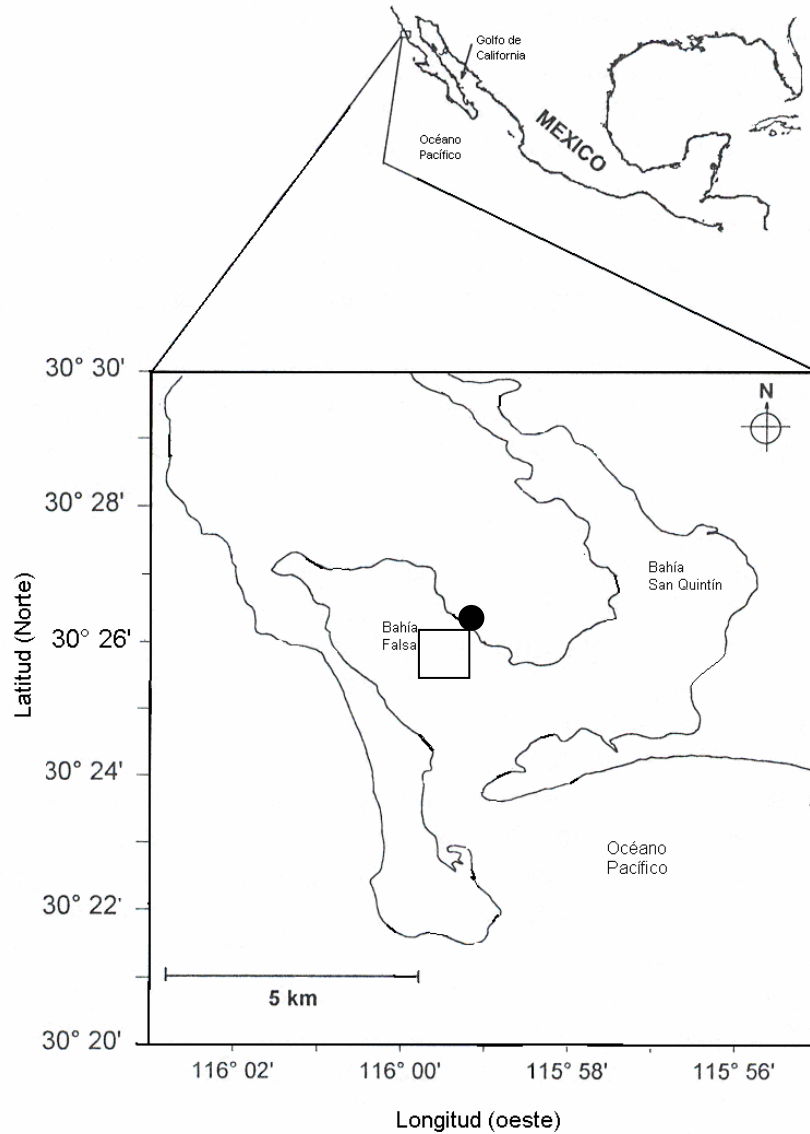 Golfo de
California
Océano
Pacífico
MEXICO
30° 30'
N
30° 28'
Bahía
San Quintín
Bahía
Falsa
30° 26'
Latitud (Norte)
30° 24'
Océano
Pacífico
30° 22'
5 km
30° 20'
116° 02'
116° 00'
115° 58'
115° 56'
Longitud (oeste)